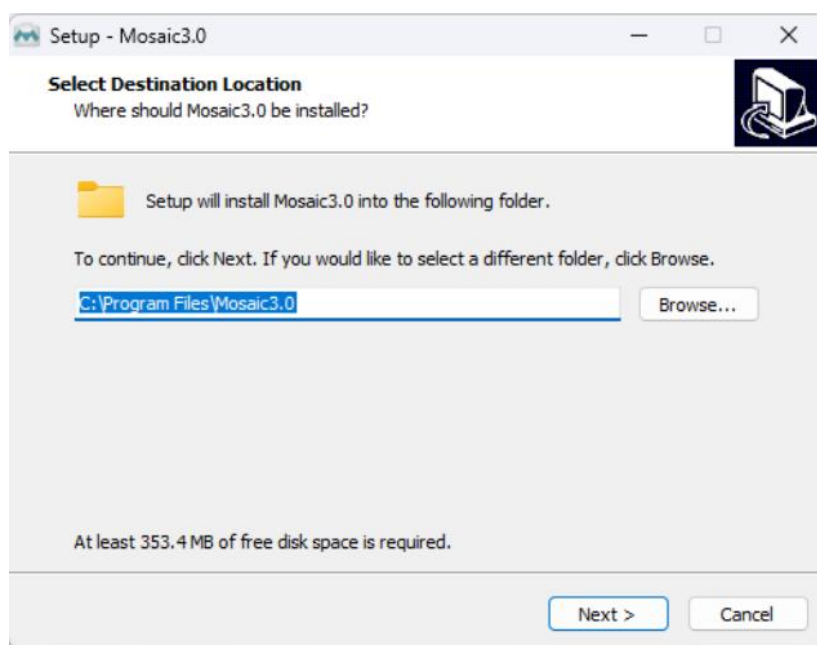 Setup - Mosaic3.0
Select Destination Location
Where should Mosaic3.0 be installed?
Setup will install Mosaic3.0 into the following folder.
To continue, click Next. If you would like to select a different folder, click Browse.
C:\Program Files\Mosaic3.0
Browse...
At least 353.4 MB of free disk space is required.
Next >
Cancel